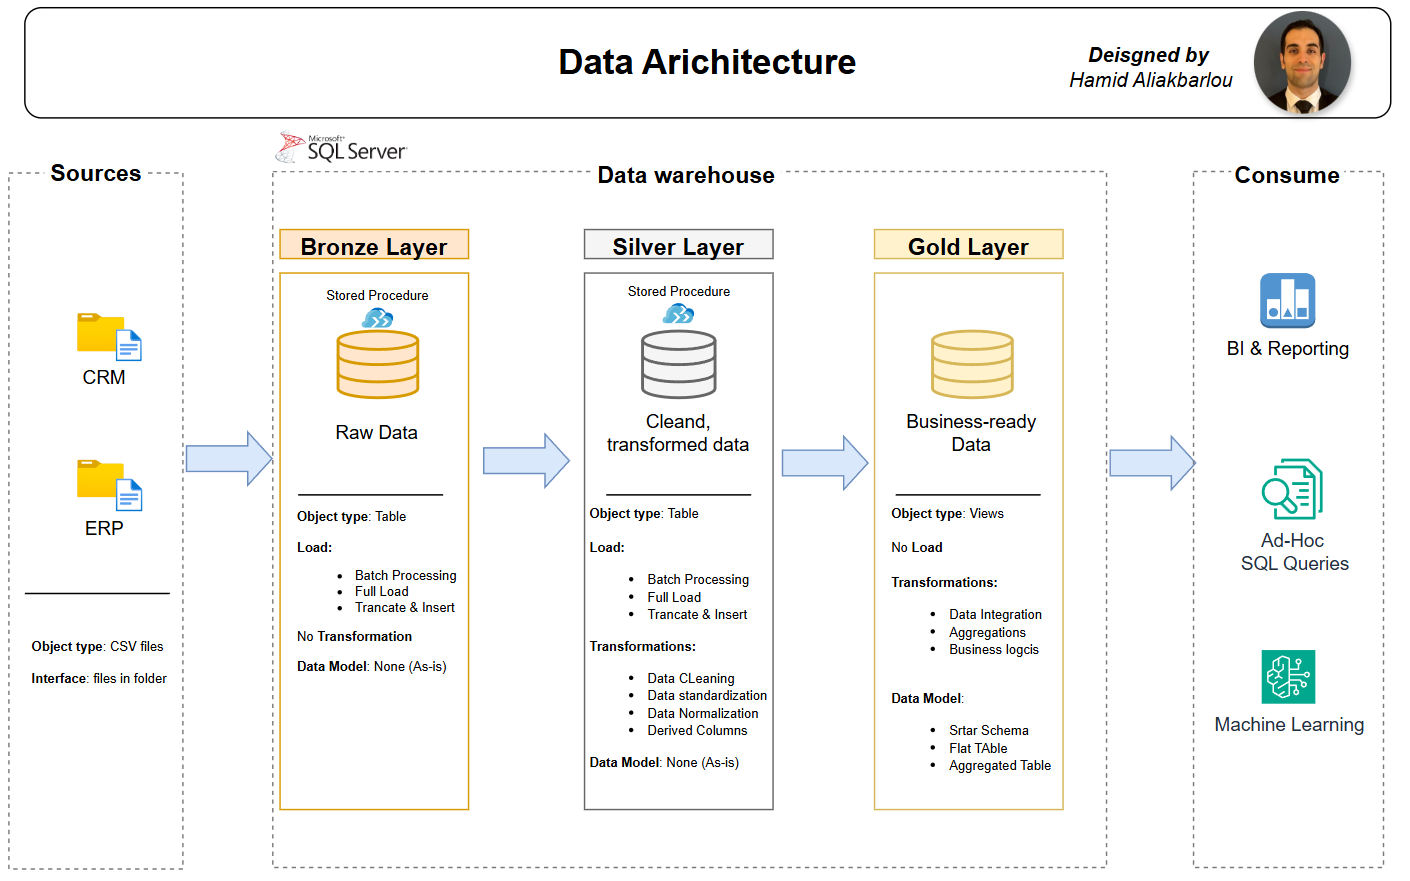 Data Arichitecture
Deisgned by
Hamid Aliakbarlou
Microsoft
SQL Server
Sources
CRM
ERP
Object type: CSV files
Interface: files in folder
Data warehouse
Bronze Layer
Stored Procedure
Raw Data
Object type: Table
Load:
• Batch Processing
• Full Load
• Trancate & Insert
No Transformation
Data Model: None (As-is)
Silver Layer
Stored Procedure
Cleand,
transformed data
Object type: Table
Load:
• Batch Processing
• Full Load
• Trancate & Insert
Transformations:
• Data CLeaning
• Data standardization
• Data Normalization
• Derived Columns
Data Model: None (As-is)
Gold Layer
Business-ready
Data
Object type: Views
No Load
Transformations:
• Data Integration
• Aggregations
• Business logcis
Data Model:
• Srtar Schema
• Flat TAble
• Aggregated Table
Consume
BI & Reporting
Ad-Hoc
SQL Queries
Machine Learning